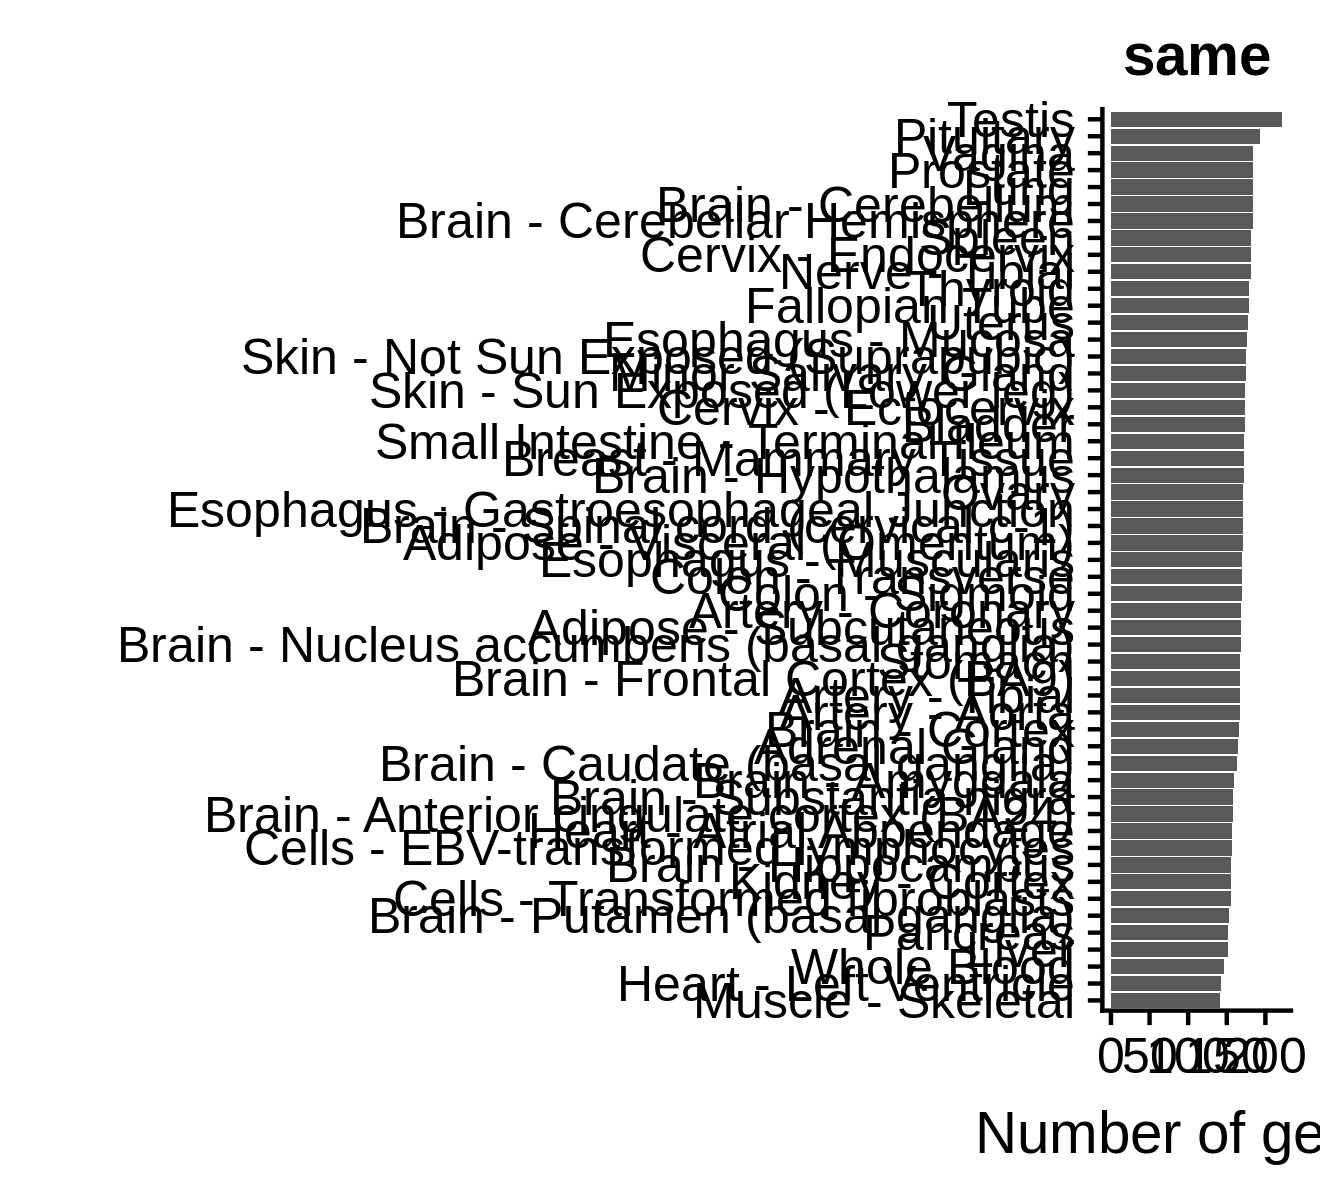 same
Testis
Pituitary
Vagina
Prostate
Lung
Brain - Cerebellum
Brain - Cerebellar Hemisphere
Spleen
Cervix - Endocervix
Nerve - Tibial
Thyroid
Fallopian Tube
Uterus
Esophagus - Mucosa
Skin - Not Sun Exposed (Suprapubic)
Minor Salivary Gland
Skin - Sun Exposed (Lower leg)
Cervix - Ectocervix
Bladder
Small Intestine - Terminal Ileum
Breast - Mammary Tissue
Brain - Hypothalamus
Ovary
Esophagus - Gastroesophageal Junction
Brain - Spinal cord (cervical c-1)
Adipose - Visceral (Omentum)
Esophagus - Muscularis
Colon - Transverse
Colon - Sigmoid
Artery - Coronary
Adipose - Subcutaneous
Brain - Nucleus accumbens (basal ganglia)
Stomach
Brain - Frontal Cortex (BA9)
Artery - Tibial
Artery - Aorta
Brain - Cortex
Adrenal Gland
Brain - Caudate (basal ganglia)
Brain - Amygdala
Brain - Substantia nigra
Brain - Anterior cingulate cortex (BA24)
Heart - Atrial Appendage
Cells - EBV-transformed lymphocytes
Brain - Hippocampus
Kidney - Cortex
Cells - Transformed fibroblasts
Brain - Putamen (basal ganglia)
Pancreas
Liver
Whole Blood
Heart - Left Ventricle
Muscle - Skeletal
0 50 100 150 200
Number of ge